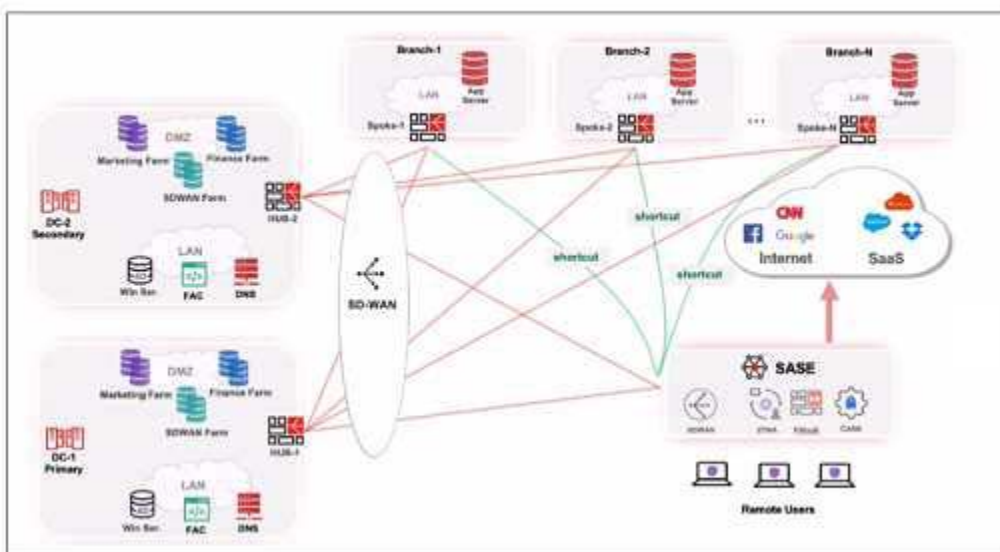 Branch-1
Branch-2
Branch-N
LAN
App
Server
LAN
App
Server
LAN
App
Server
Spoke-1
Spoke-2
...
Spoke-N
DMZ
Marketing Farm
Finance Farm
SDWAN Farm
DC-2
Secondary
HUB-2
LAN
Win Ser.
FAC
DNS
SD-WAN
shortcut
shortcut
shortcut
CNN
Google
Internet
SaaS
DMZ
Marketing Farm
Finance Farm
SDWAN Farm
DC-1
Primary
HUB-1
LAN
Win Ser.
FAC
DNS
SASE
SDWAN
ZTNA
FWaaS
CASB
Remote Users